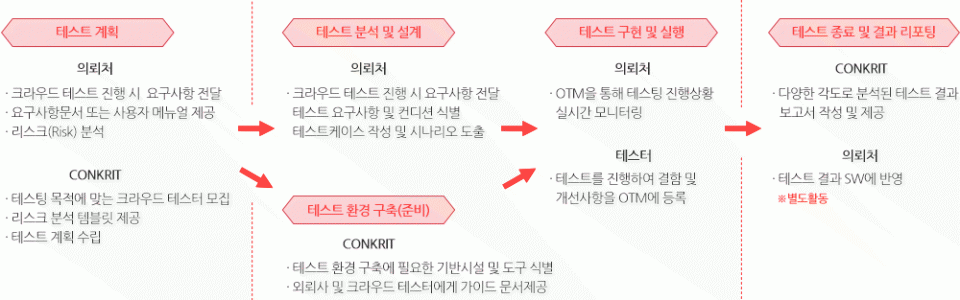 테스트 계획
의뢰처
· 크라우드 테스트 진행 시 요구사항 전달
· 요구사항문서 또는 사용자 메뉴얼 제공
· 리스크(Risk) 분석
CONKRIT
· 테스팅 목적에 맞는 크라우드 테스터 모집
· 리스크 분석 템블릿 제공
· 테스트 계획 수립
테스트 분석 및 설계
의뢰처
· 크라우드 테스트 진행 시 요구사항 전달
테스트 요구사항 및 컨디션 식별
테스트케이스 작성 및 시나리오 도출
테스트 환경 구축(준비)
CONKRIT
· 테스트 환경 구축에 필요한 기반시설 및 도구 식별
· 외뢰사 및 크라우드 테스터에게 가이드 문서제공
테스트 구현 및 실행
의뢰처
· OTM을 통해 테스팅 진행상황
실시간 모니터링
테스터
· 테스트를 진행하여 결함 및
개선사항을 OTM에 등록
테스트 종료 및 결과 리포팅
CONKRIT
· 다양한 각도로 분석된 테스트 결과
보고서 작성 및 제공
의뢰처
· 테스트 결과 SW에 반영
※별도활동